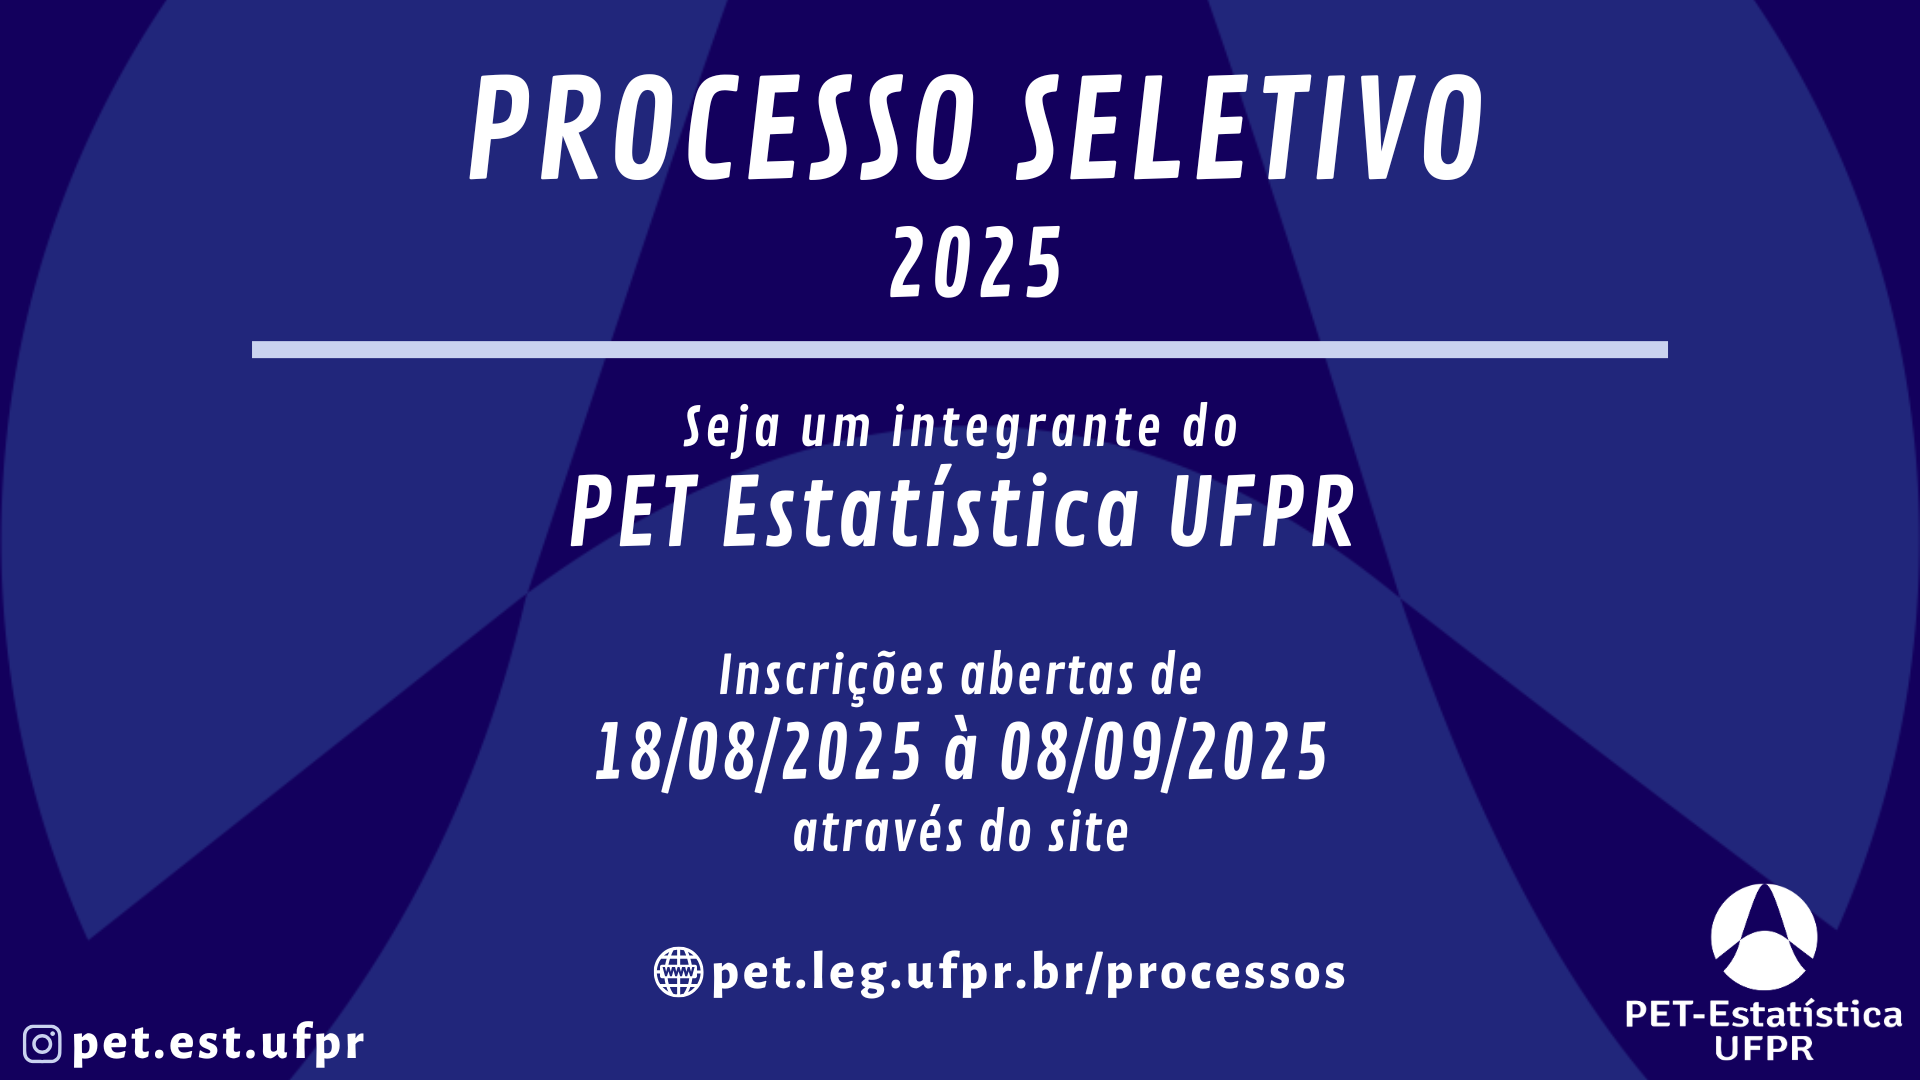 PROCESSO SELETIVO
2025
Seja um integrante do
PET Estatística UFPR
Inscrições abertas de
18/08/2025 à 08/09/2025
através do site
www
pet.leg.ufpr.br/processos
pet.est.ufpr
PET-Estatística
UFPR